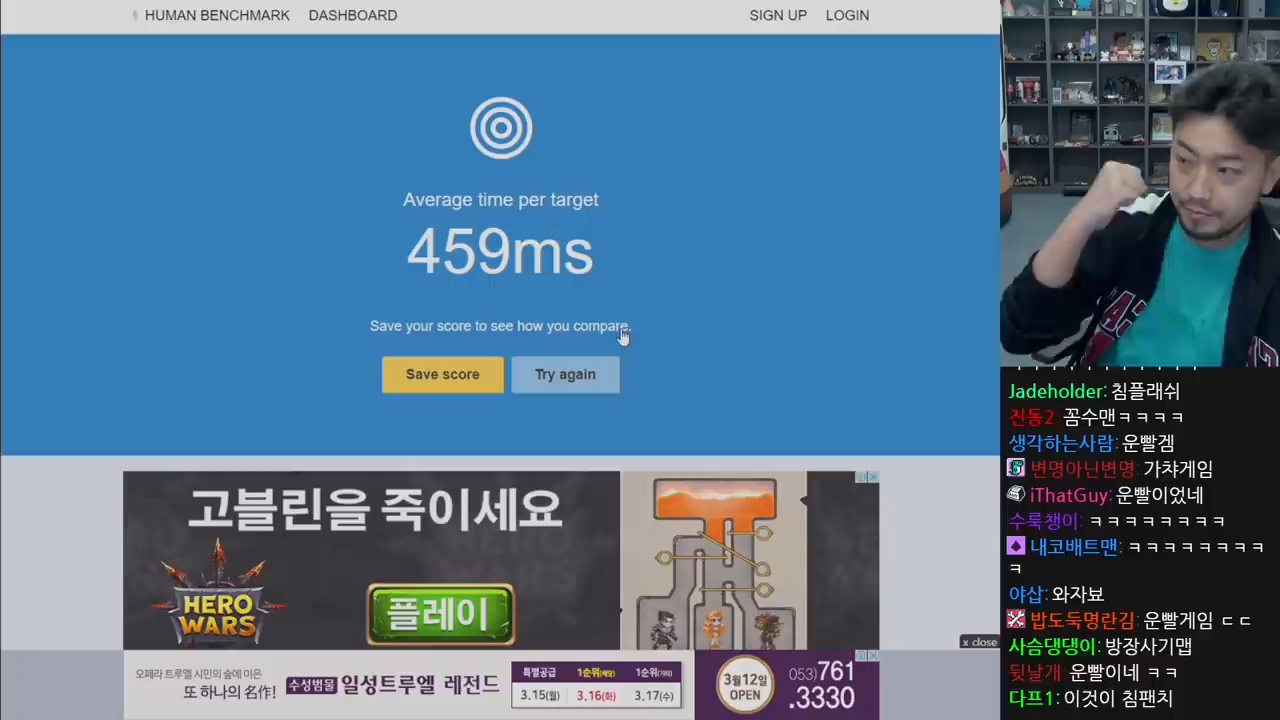 HUMAN BENCHMARK DASHBOARD SIGN UP LOGIN
Average time per target
459ms
Save your score to see how you compare.
Save score
Try again
고블린을 죽이세요
HERO
WARS
플레이
x close
오페라 트루엘 시민의 숲에 이은
또 하나의 名作!
수성범물 일성트루엘 레전드
특별공급 1순위(해당) 1순위(기타)
3.15(월) 3.16(화) 3.17(수)
3월12일
OPEN
053)761
.3330
Jadeholder: 침플래쉬
진동2: 꼼수맨ㅋㅋㅋㅋ
생각하는사람: 운빨겜
변명아닌변명: 가챠게임
iThatGuy: 운빨이었네
수룩챙이: ㅋㅋㅋㅋㅋㅋㅋㅋ
내코배트맨: ㅋㅋㅋㅋㅋㅋㅋㅋ
ㅋ
야삽: 와자뵤
밥도둑명란김: 운빨게임 ㄷㄷ
사슴댕댕이: 방장사기맵
뒷날개: 운빨이네 ㅋㅋ
다프1: 이것이 침팬치